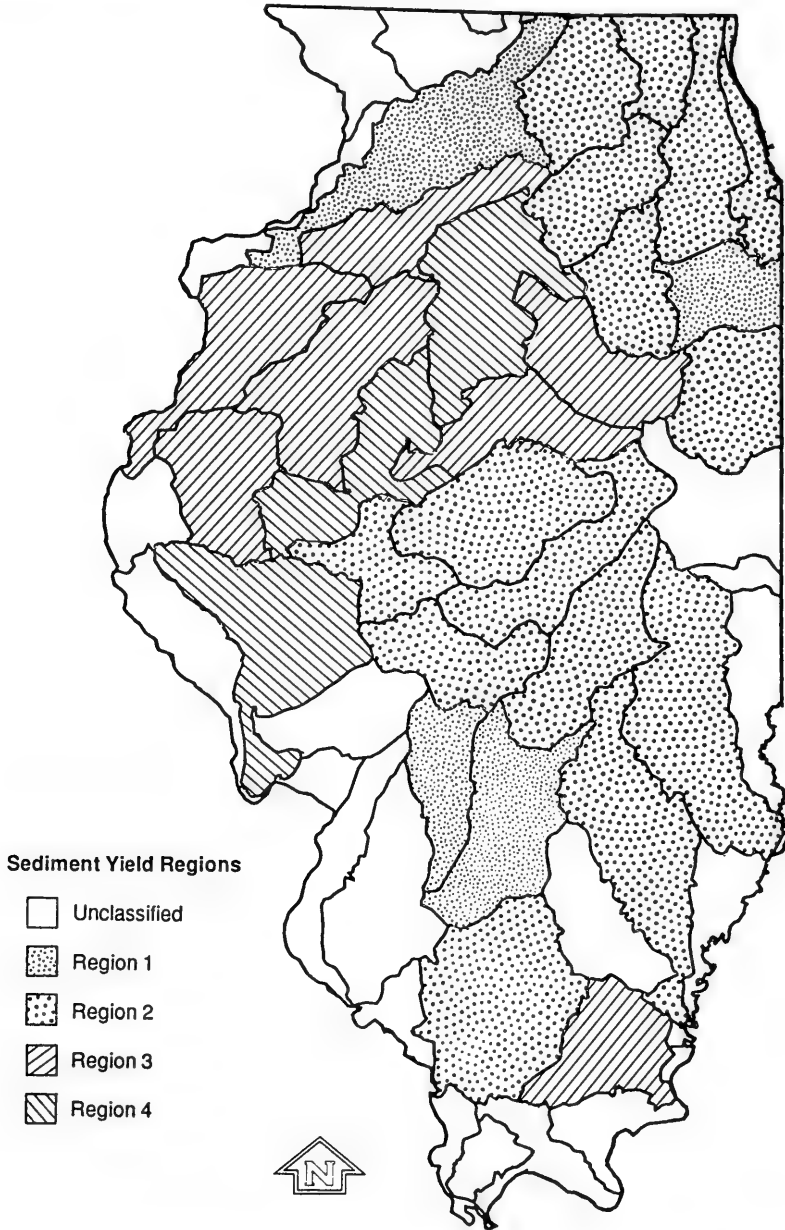 Sediment Yield Regions
Unclassified
Region 1
Region 2
Region 3
Region 4
N